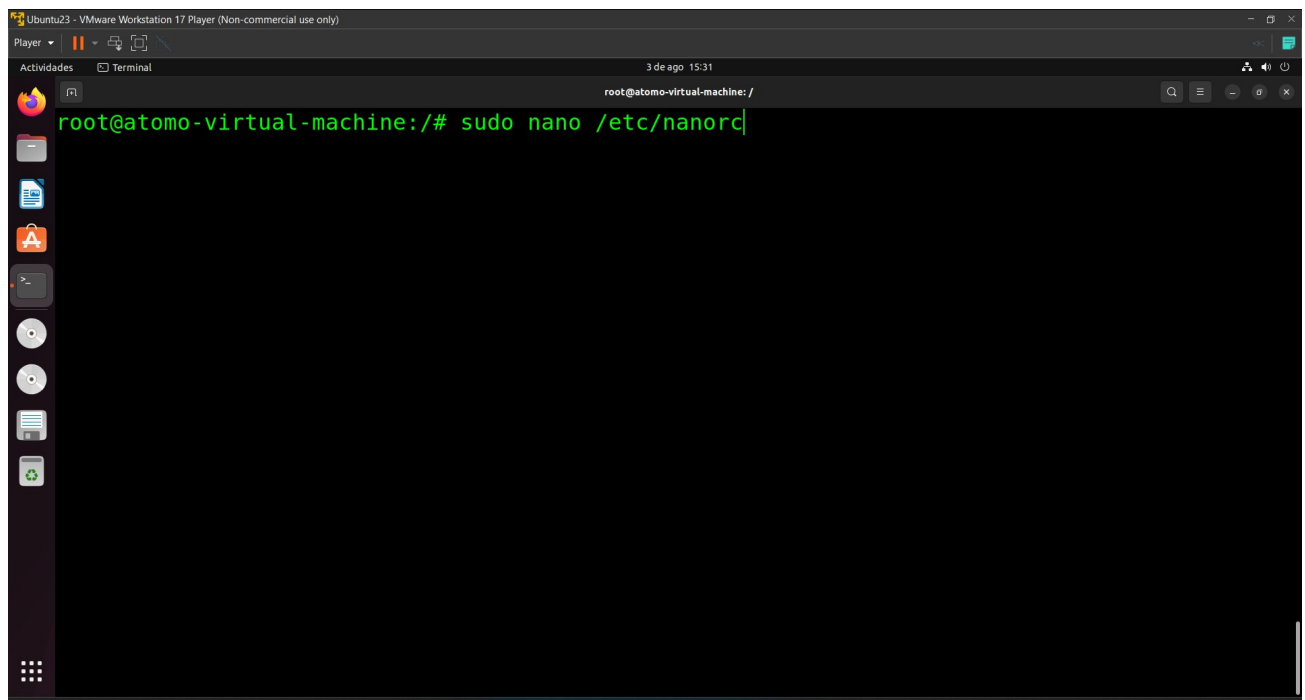 Ubuntu23 - VMware Workstation 17 Player (Non-commercial use only)
Player
Actividades Terminal 3 de ago 15:31
root@atomo-virtual-machine: /
root@atomo-virtual-machine:/# sudo nano /etc/nanorc